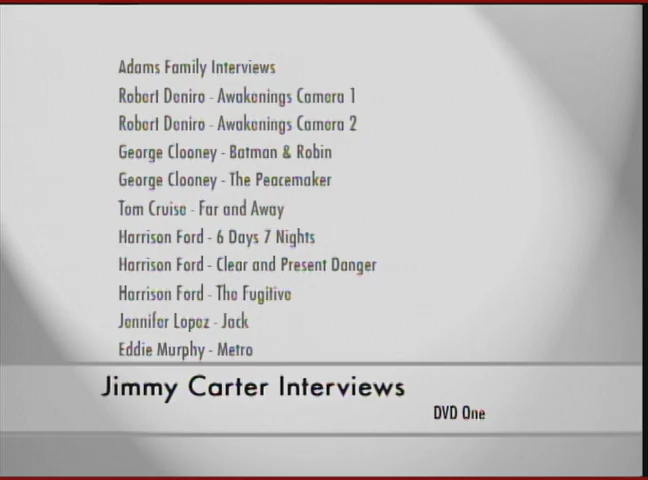 Adams Family Interviews
Robert Deniro - Awakenings Camera 1
Robert Deniro - Awakenings Camera 2
George Clooney - Batman & Robin
George Clooney - The Peacemaker
Tom Cruise - Far and Away
Harrison Ford - 6 Days 7 Nights
Harrison Ford - Clear and Present Danger
Harrison Ford - The Fugitive
Jennifer Lopez - Jack
Eddie Murphy - Metro
Jimmy Carter Interviews
DVD One